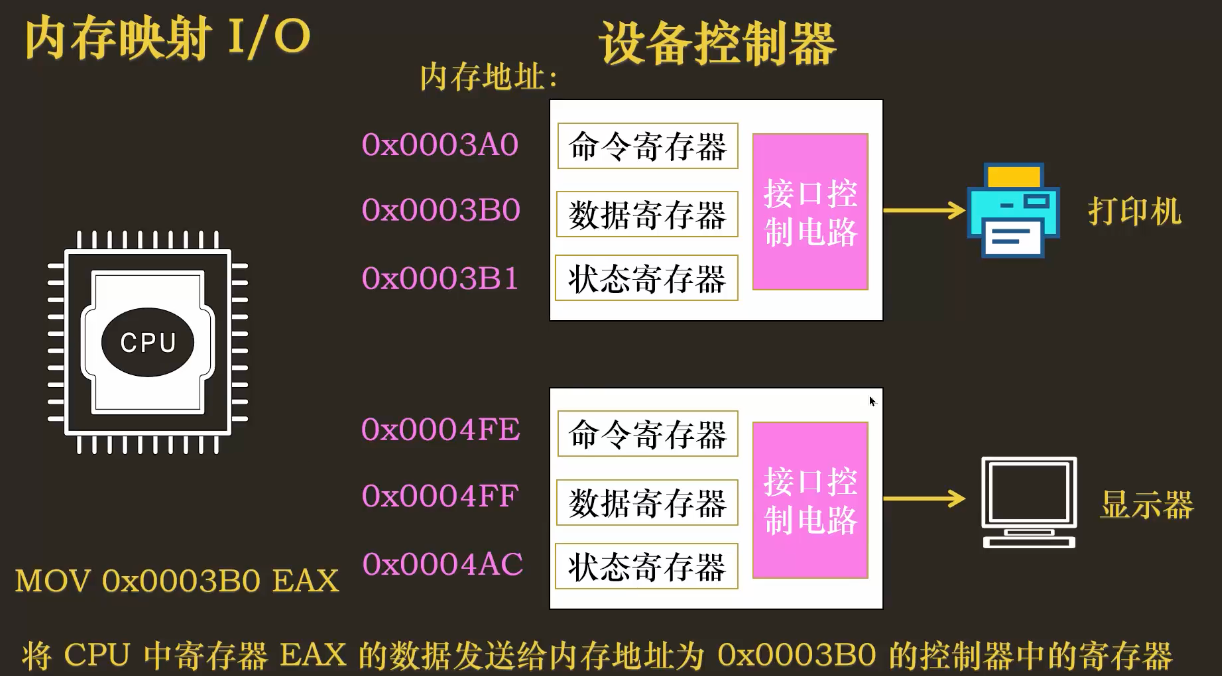 内存映射 I/O
设备控制器
内存地址:
0x0003A0
命令寄存器
0x0003B0
数据寄存器
0x0003B1
状态寄存器
接口控
制电路
打印机
CPU
0x0004FE
命令寄存器
0x0004FF
数据寄存器
0x0004AC
状态寄存器
接口控
制电路
显示器
MOV 0x0003B0 EAX
将 CPU 中寄存器 EAX 的数据发送给内存地址为 0x0003B0 的控制器中的寄存器